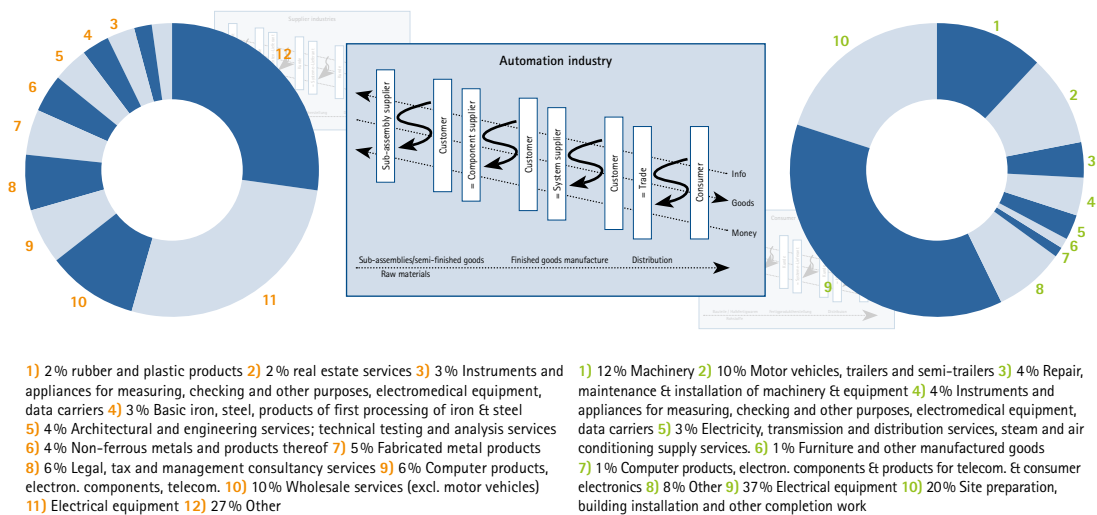 Supplier industries
3
4
5
6
7
8
9
10
11
12
Automation industry
Sub-assembly supplier
Customer
= Component supplier
Customer
= System supplier
Customer
= Trade
Consumer
Info
Goods
Money
Sub-assemblies/semi-finished goods
Finished goods manufacture
Distribution
Raw materials
Consumer
1
2
3
4
5
6
7
8
9
10
1) 2% rubber and plastic products 2) 2% real estate services 3) 3% Instruments and
appliances for measuring, checking and other purposes, electromedical equipment,
data carriers 4) 3% Basic iron, steel, products of first processing of iron & steel
5) 4% Architectural and engineering services; technical testing and analysis services
6) 4% Non-ferrous metals and products thereof 7) 5% Fabricated metal products
8) 6% Legal, tax and management consultancy services 9) 6% Computer products,
electron. components, telecom. 10) 10% Wholesale services (excl. motor vehicles)
11) Electrical equipment 12) 27% Other
1) 12% Machinery 2) 10% Motor vehicles, trailers and semi-trailers 3) 4% Repair,
maintenance & installation of machinery & equipment 4) 4% Instruments and
appliances for measuring, checking and other purposes, electromedical equipment,
data carriers 5) 3% Electricity, transmission and distribution services, steam and air
conditioning supply services. 6) 1% Furniture and other manufactured goods
7) 1% Computer products, electron. components & products for telecom. & consumer
electronics 8) 8% Other 9) 37% Electrical equipment 10) 20% Site preparation,
building installation and other completion work